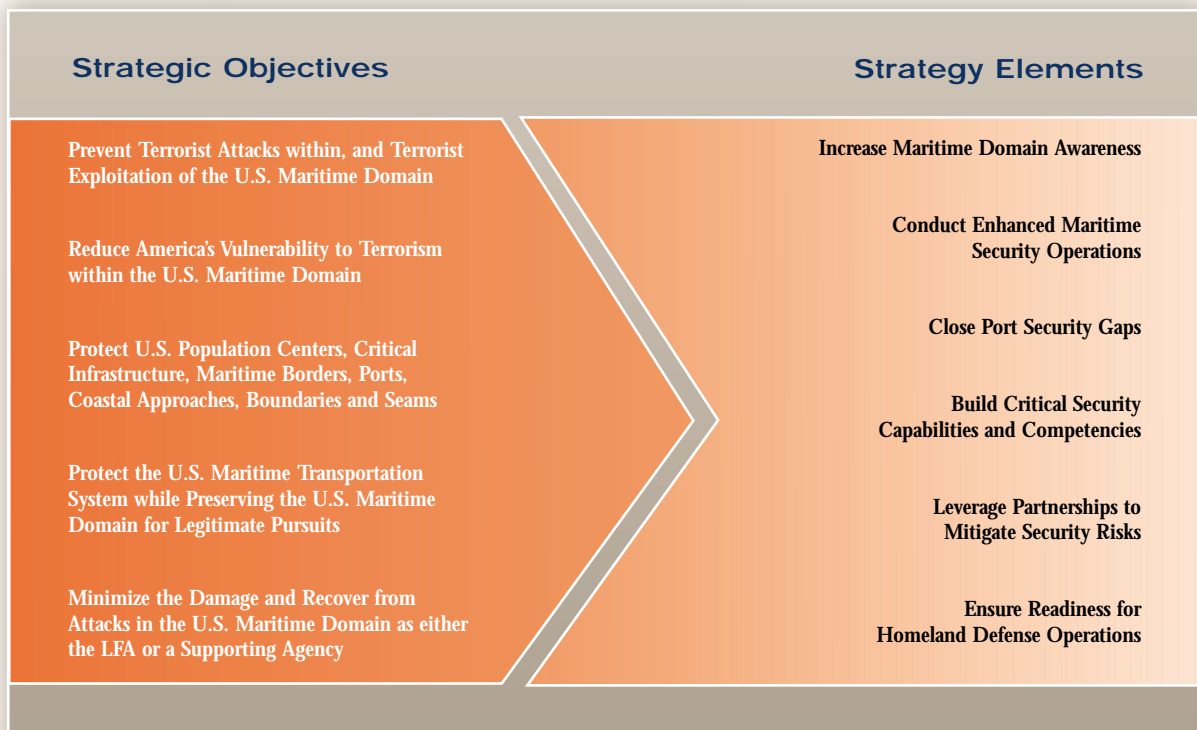 Strategic Objectives
Prevent Terrorist Attacks within, and Terrorist
Exploitation of the U.S. Maritime Domain
Reduce America's Vulnerability to Terrorism
within the U.S. Maritime Domain
Protect U.S. Population Centers, Critical
Infrastructure, Maritime Borders, Ports,
Coastal Approaches, Boundaries and Seams
Protect the U.S. Maritime Transportation
System while Preserving the U.S. Maritime
Domain for Legitimate Pursuits
Minimize the Damage and Recover from
Attacks in the U.S. Maritime Domain as either
the LFA or a Supporting Agency
Strategy Elements
Increase Maritime Domain Awareness
Conduct Enhanced Maritime
Security Operations
Close Port Security Gaps
Build Critical Security
Capabilities and Competencies
Leverage Partnerships to
Mitigate Security Risks
Ensure Readiness for
Homeland Defense Operations